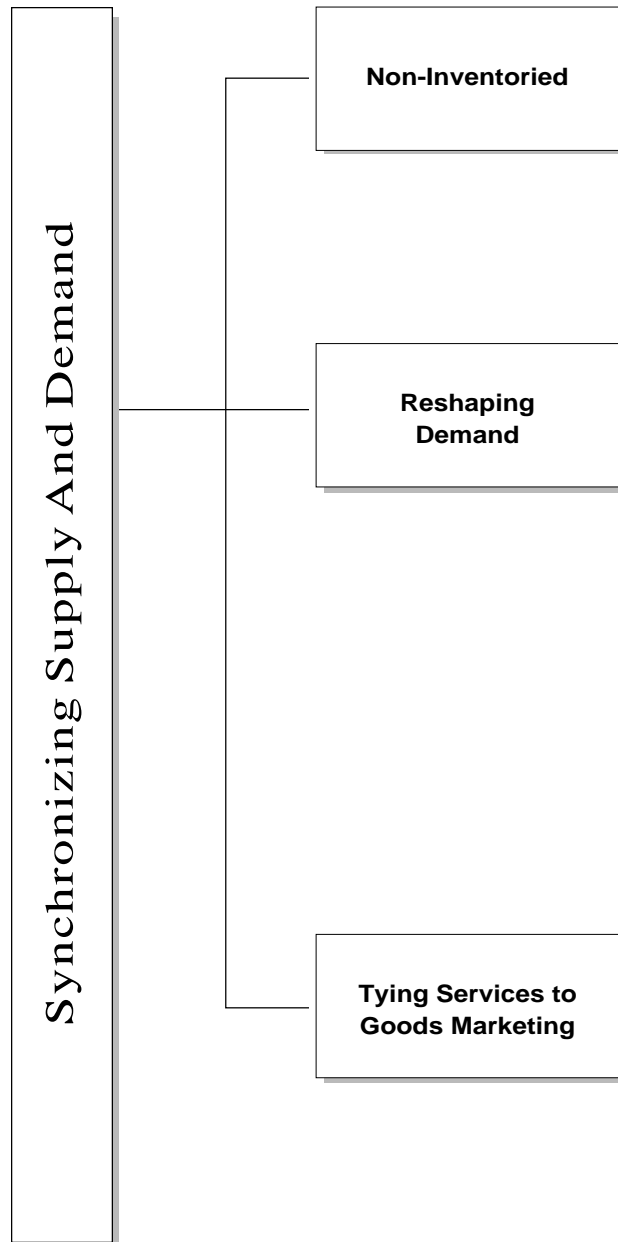 Synchronizing Supply And Demand
Non-Inventoried
Reshaping
Demand
Tying Services to
Goods Marketing